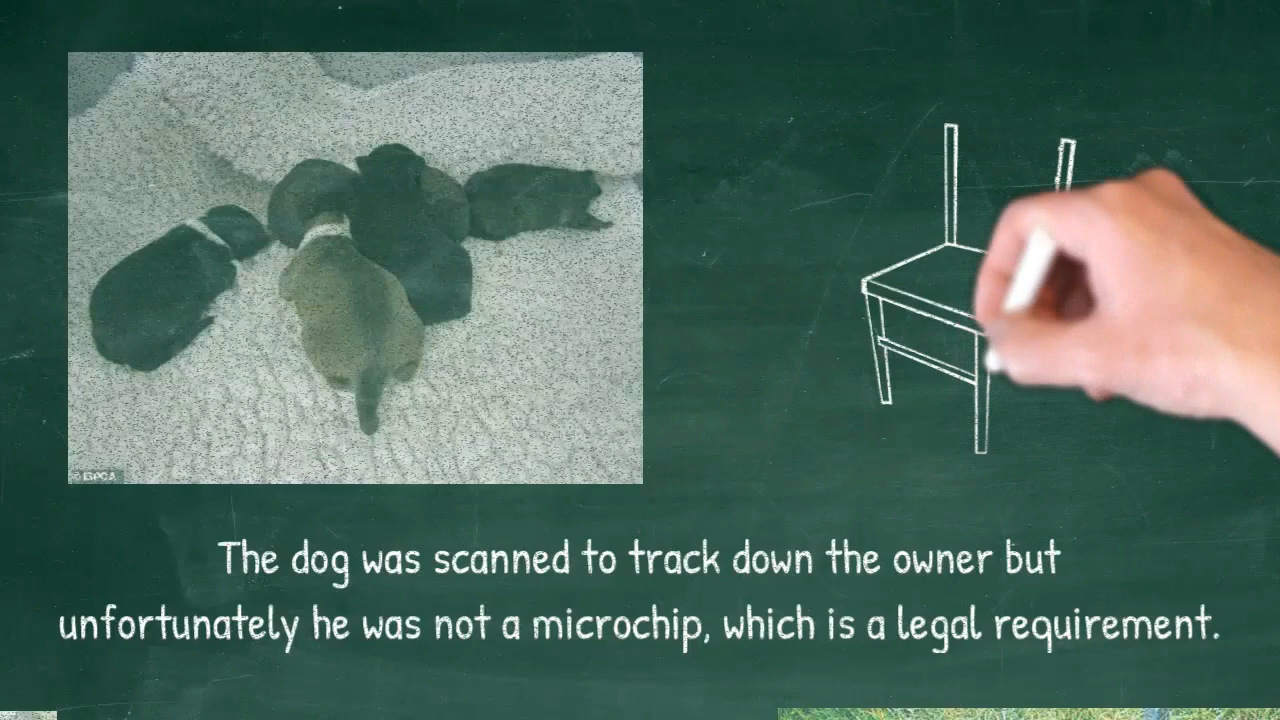 © ISPCA
The dog was scanned to track down the owner but
unfortunately he was not a microchip, which is a legal requirement.